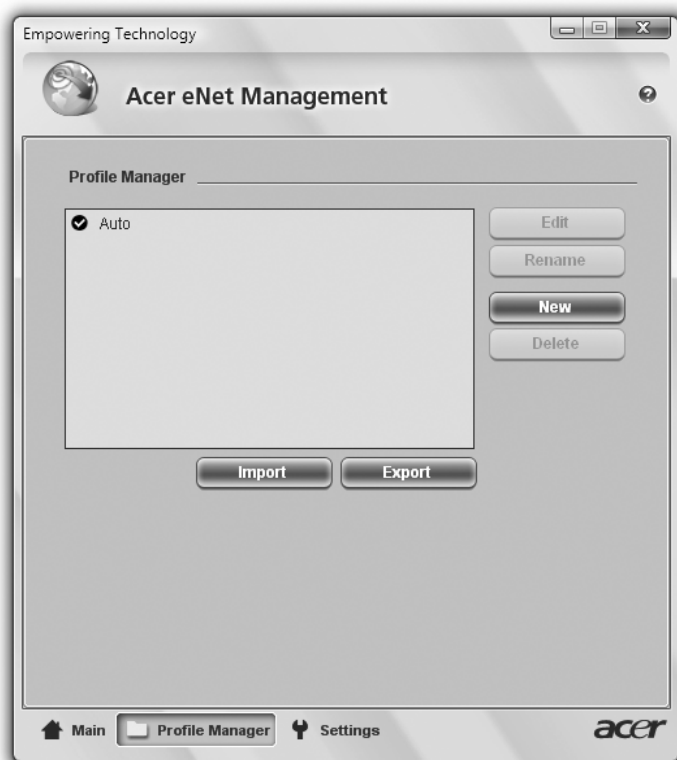 Empowering Technology
Acer eNet Management
Profile Manager
Auto
Edit
Rename
New
Delete
Import
Export
Main
Profile Manager
Settings
acer